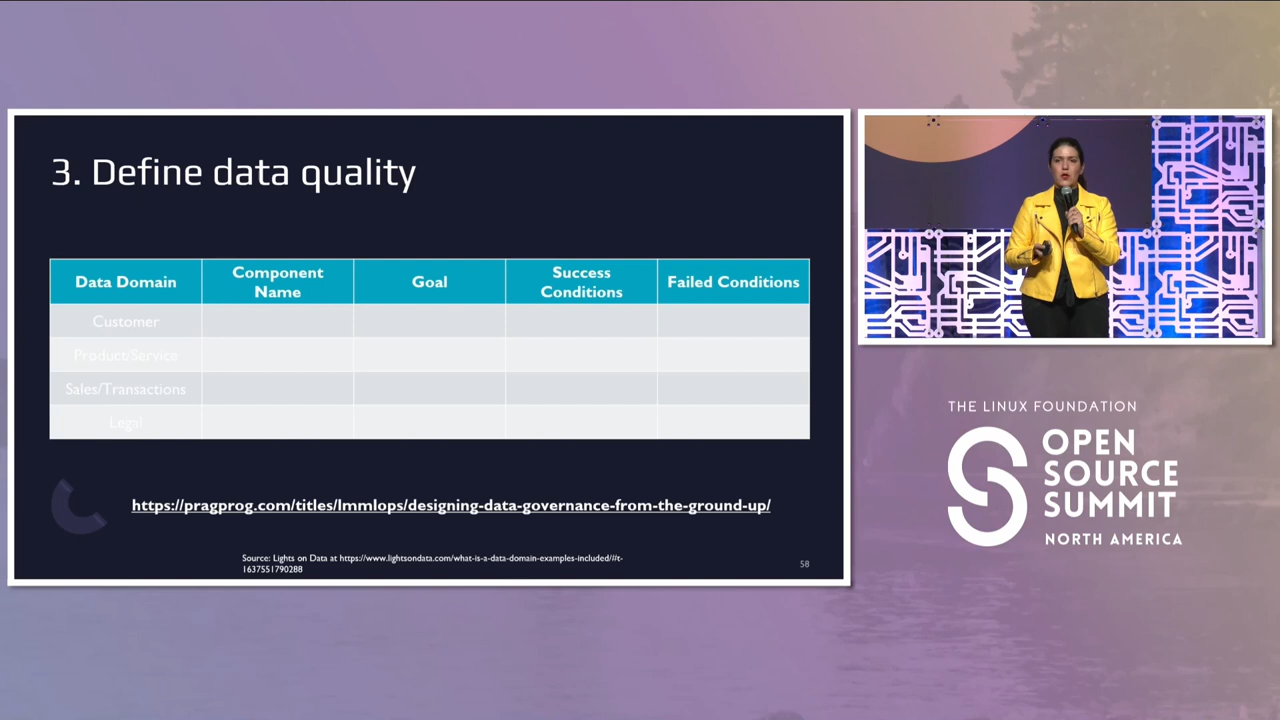 3. Define data quality
Data Domain
Component
Name
Goal
Success
Conditions
Failed Conditions
Customer
Product/Service
Sales/Transactions
Legal
https://pragprog.com/titles/lmmlops/designing-data-governance-from-the-ground-up/
Source: Lights on Data at https://www.lightsondata.com/what-is-a-data-domain-examples-included/#t-
1637551790288
58
THE LINUX FOUNDATION
OPEN
SOURCE
SUMMIT
NORTH AMERICA